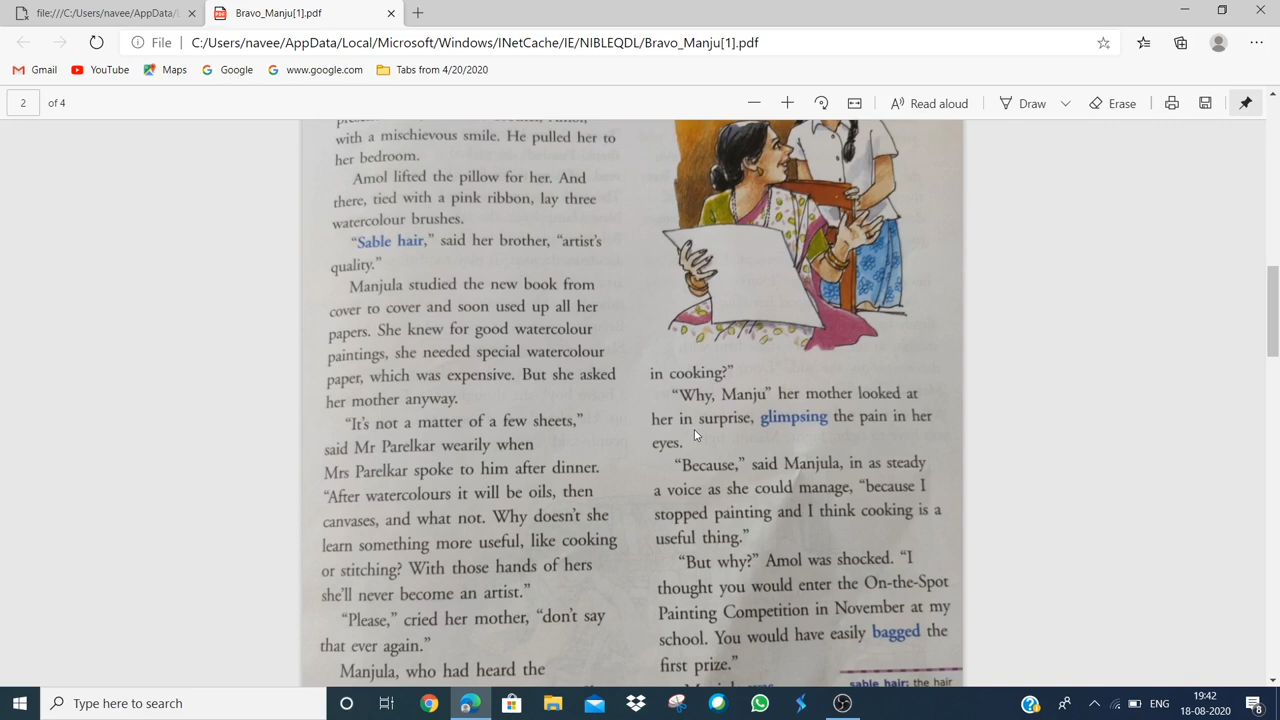 file:///C:/Users/navee/AppData/L
Bravo_Manju[1].pdf
File
C:/Users/navee/AppData/Local/Microsoft/Windows/INetCache/IE/NIBLEQDL/Bravo_Manju[1].pdf
Gmail
YouTube
Maps
Google
www.google.com
Tabs from 4/20/2020
2 of 4
Read aloud
Draw
Erase
with a mischievous smile. He pulled her to
her bedroom.
Amol lifted the pillow for her. And
there, tied with a pink ribbon, lay three
watercolour brushes.
"Sable hair," said her brother, "artist's
quality."
Manjula studied the new book from
cover to cover and soon used up all her
papers. She knew for good watercolour
paintings, she needed special watercolour
paper, which was expensive. But she asked
her mother anyway.
"It's not a matter of a few sheets,"
said Mr Parelkar wearily when
Mrs Parelkar spoke to him after dinner.
"After watercolours it will be oils, then
canvases, and what not. Why doesn't she
learn something more useful, like cooking
or stitching? With those hands of hers
she'll never become an artist."
"Please," cried her mother, "don't say
that ever again."
Manjula, who had heard the
in cooking?"
"Why, Manju" her mother looked at
her in surprise, glimpsing the pain in her
eyes.
"Because," said Manjula, in as steady
a voice as she could manage, "because I
stopped painting and I think cooking is a
useful thing."
"But why?" Amol was shocked. "I
thought you would enter the On-the-Spot
Painting Competition in November at my
school. You would have easily bagged the
first prize."
sable hair: the hair
Type here to search
ENG
19:42
18-08-2020
8